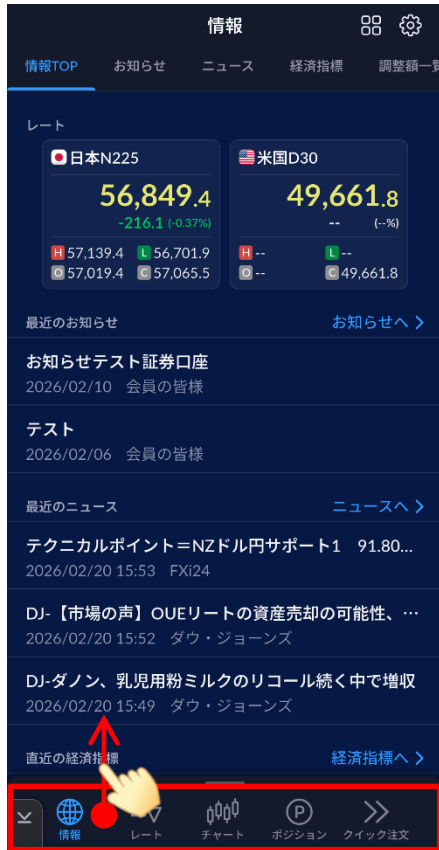 情報
情報TOP お知らせ ニュース 経済指標 調整額一
レート
日本N225
56,849.4
-216.1 (-0.37%)
H 57,139.4 L 56,701.9
O 57,019.4 C 57,065.5
米国D30
49,661.8
-- (--%)
H -- L --
O -- C 49,661.8
最近のお知らせ お知らせへ
お知らせテスト証券口座
2026/02/10 会員の皆様
テスト
2026/02/06 会員の皆様
最近のニュース ニュースへ
テクニカルポイント=NZドル円サポート1 91.80...
2026/02/20 15:53 FXi24
DJ-【市場の声】OUEリートの資産売却の可能性、…
2026/02/20 15:52 ダウ・ジョーンズ
DJ-ダノン、乳児用粉ミルクのリコール続く中で増収
2026/02/20 15:49 ダウ・ジョーンズ
直近の経済指標 経済指標へ
情報 レート チャート P ポジション クイック注文